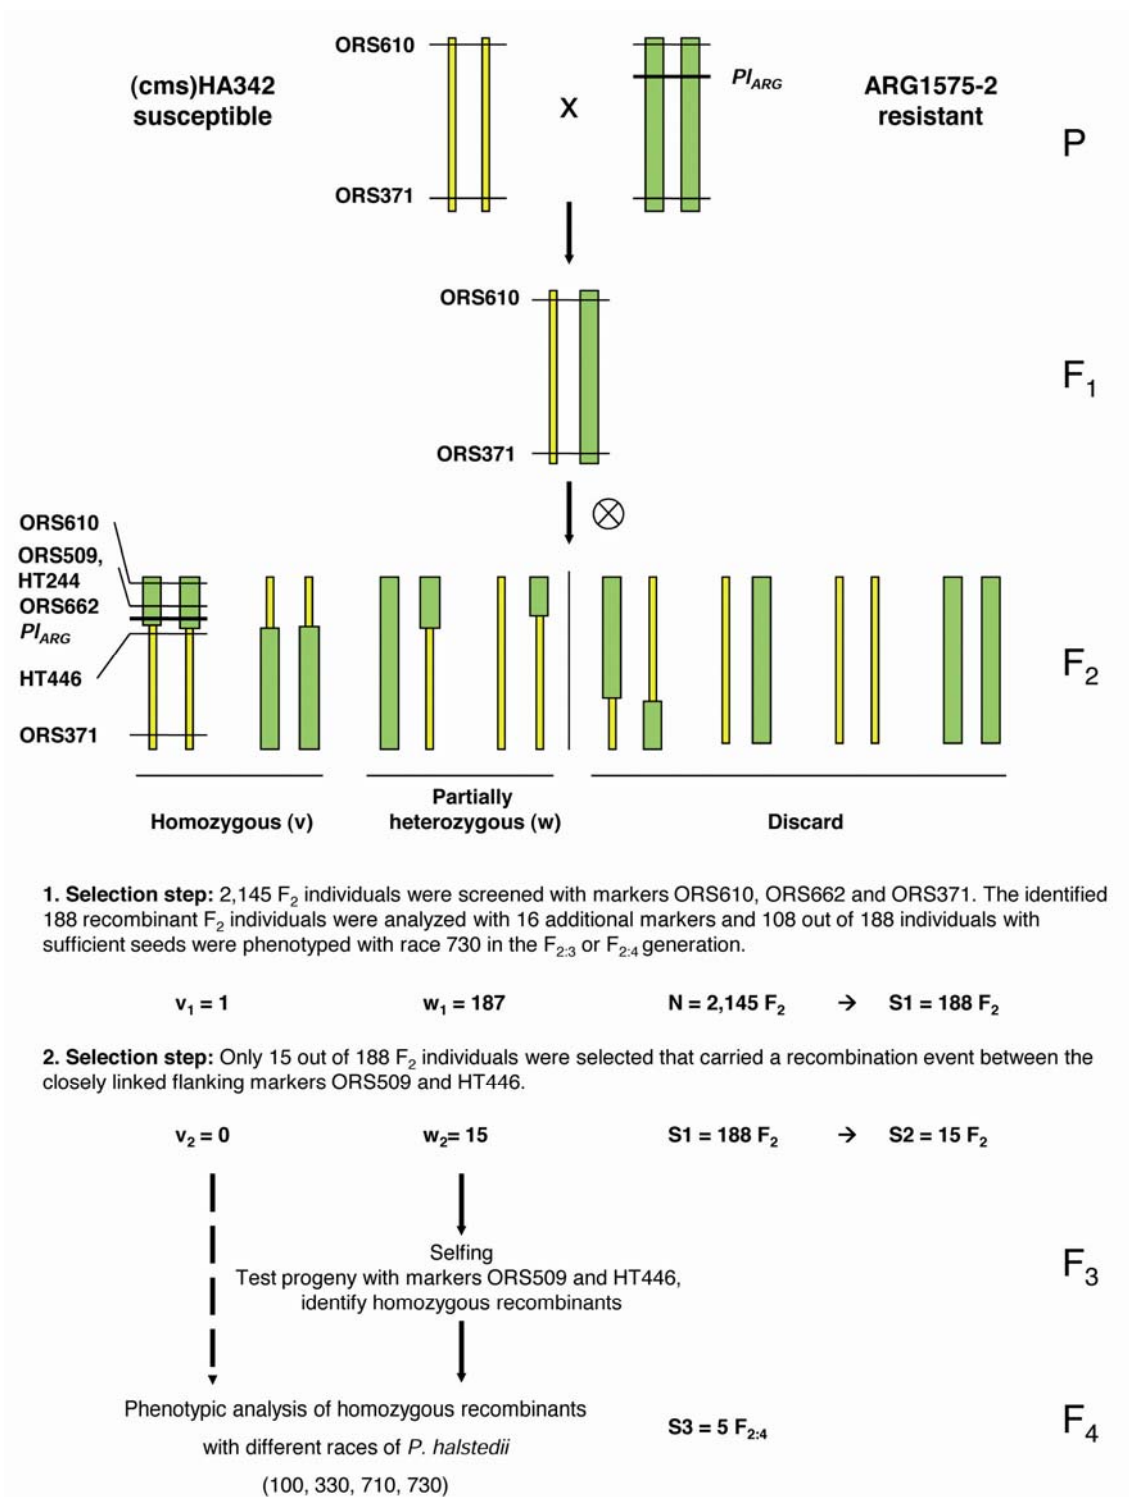 ORS610
(cms)HA342
susceptible
X
Pl_ARG
ARG1575-2
resistant
P
ORS371
ORS610
F₁
ORS371
ORS610
ORS509,
HT244
ORS662
Pl_ARG
HT446
ORS371
F₂
Homozygous (v)
Partially
heterozygous (w)
Discard
1. Selection step: 2,145 F₂ individuals were screened with markers ORS610, ORS662 and ORS371. The identified
188 recombinant F₂ individuals were analyzed with 16 additional markers and 108 out of 188 individuals with
sufficient seeds were phenotyped with race 730 in the F₂:₃ or F₂:₄ generation.
v₁ = 1 w₁ = 187 N = 2,145 F₂ → S1 = 188 F₂
2. Selection step: Only 15 out of 188 F₂ individuals were selected that carried a recombination event between the
closely linked flanking markers ORS509 and HT446.
v₂ = 0 w₂= 15 S1 = 188 F₂ → S2 = 15 F₂
Selfing
Test progeny with markers ORS509 and HT446,
identify homozygous recombinants
F₃
Phenotypic analysis of homozygous recombinants
with different races of P. halstedii
(100, 330, 710, 730)
S3 = 5 F₂:₄
F₄